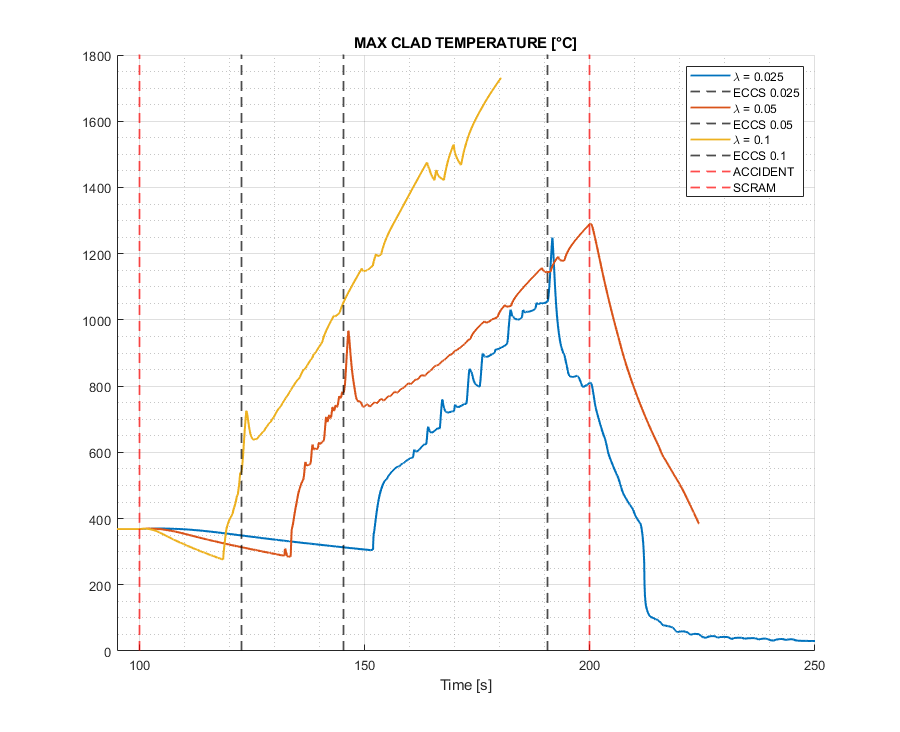 MAX CLAD TEMPERATURE [°C]
1800
1600
1400
1200
1000
800
600
400
200
0
100
150
200
250
Time [s]
λ = 0.025
ECCS 0.025
λ = 0.05
ECCS 0.05
λ = 0.1
ECCS 0.1
ACCIDENT
SCRAM